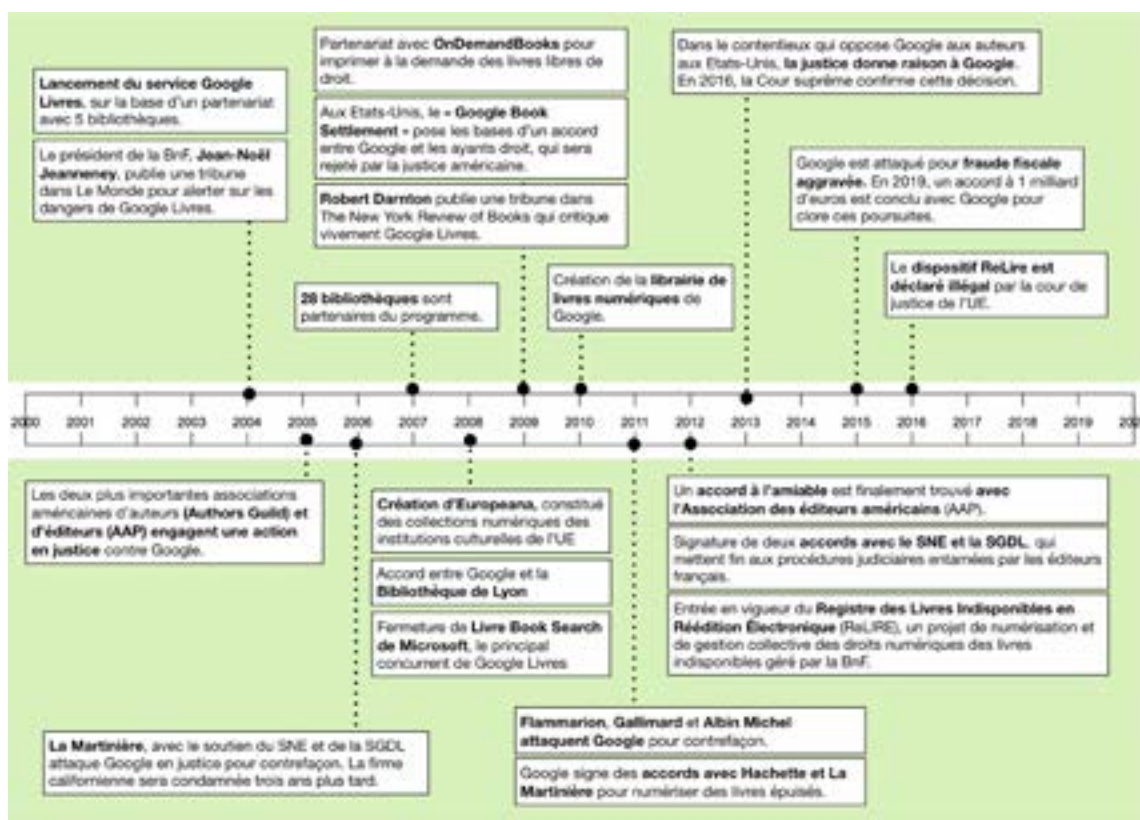 Lancement du service Google
Livres, sur la base d'un partenariat
avec 5 bibliothèques.
Le président de la BnF, Jean-Noël
Jeanneney, publie une tribune
dans Le Monde pour alerter sur les
dangers de Google Livres.
Partenariat avec OnDemandBooks pour
imprimer à la demande des livres libres de
droit.
Aux Etats-Unis, le « Google Book
Settlement » pose les bases d'un accord
entre Google et les ayants droit, qui sera
rejeté par la justice américaine.
Robert Darnton publie une tribune dans
The New York Review of Books qui critique
vivement Google Livres.
28 bibliothèques sont
partenaires du programme.
Création de la librairie de
livres numériques de
Google.
Dans le contentieux qui oppose Google aux auteurs
aux Etats-Unis, la justice donne raison à Google.
En 2016, la Cour suprême confirme cette décision.
Google est attaqué pour fraude fiscale
aggravée. En 2019, un accord à 1 milliard
d'euros est conclu avec Google pour
clore ces poursuites.
Le dispositif ReLire est
déclaré illégal par la cour de
justice de l'UE.
2000 2001 2002 2003 2004 2005 2006 2007 2008 2009 2010 2011 2012 2013 2014 2015 2016 2017 2018 2019
Les deux plus importantes associations
américaines d'auteurs (Authors Guild) et
d'éditeurs (AAP) engagent une action
en justice contre Google.
La Martinière, avec le soutien du SNE et de la SGDL
attaque Google en justice pour contrefaçon. La firme
californienne sera condamnée trois ans plus tard.
Création d'Europeana, constitué
des collections numériques des
institutions culturelles de l'UE
Accord entre Google et la
Bibliothèque de Lyon
Fermeture de Livre Book Search
de Microsoft, le principal
concurrent de Google Livres
Flammarion, Gallimard et Albin Michel
attaquent Google pour contrefaçon.
Google signe des accords avec Hachette et La
Martinière pour numériser des livres épuisés.
Un accord à l'amiable est finalement trouvé avec
l'Association des éditeurs américains (AAP).
Signature de deux accords avec le SNE et la SGDL, qui
mettent fin aux procédures judiciaires entamées par les éditeurs
français.
Entrée en vigueur du Registre des Livres Indisponibles en
Réédition Électronique (ReLIRE), un projet de numérisation et
de gestion collective des droits numériques des livres
indisponibles géré par la BnF.